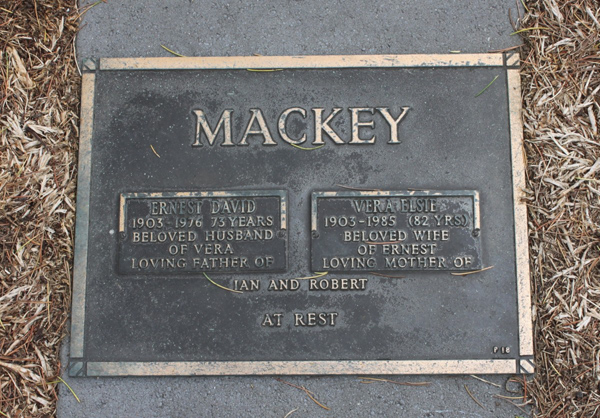 MACKEY
ERNEST DAVID
1903-1976 73 YEARS
BELOVED HUSBAND
OF VERA
LOVING FATHER OF
VERA ELSIE
1903-1985 (82 YRS)
BELOVED WIFE
OF ERNEST
LOVING MOTHER OF
IAN AND ROBERT
AT REST
F 18